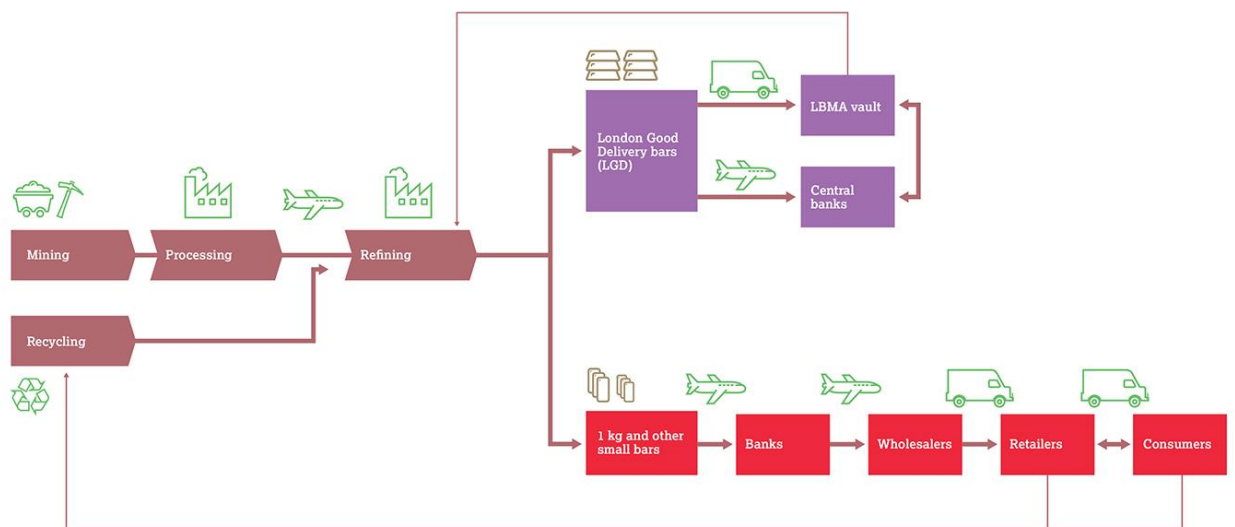 London Good
Delivery bars
(LGD)
LBMA vault
Central
banks
Mining
Processing
Refining
Recycling
1 kg and other
small bars
Banks
Wholesalers
Retailers
Consumers